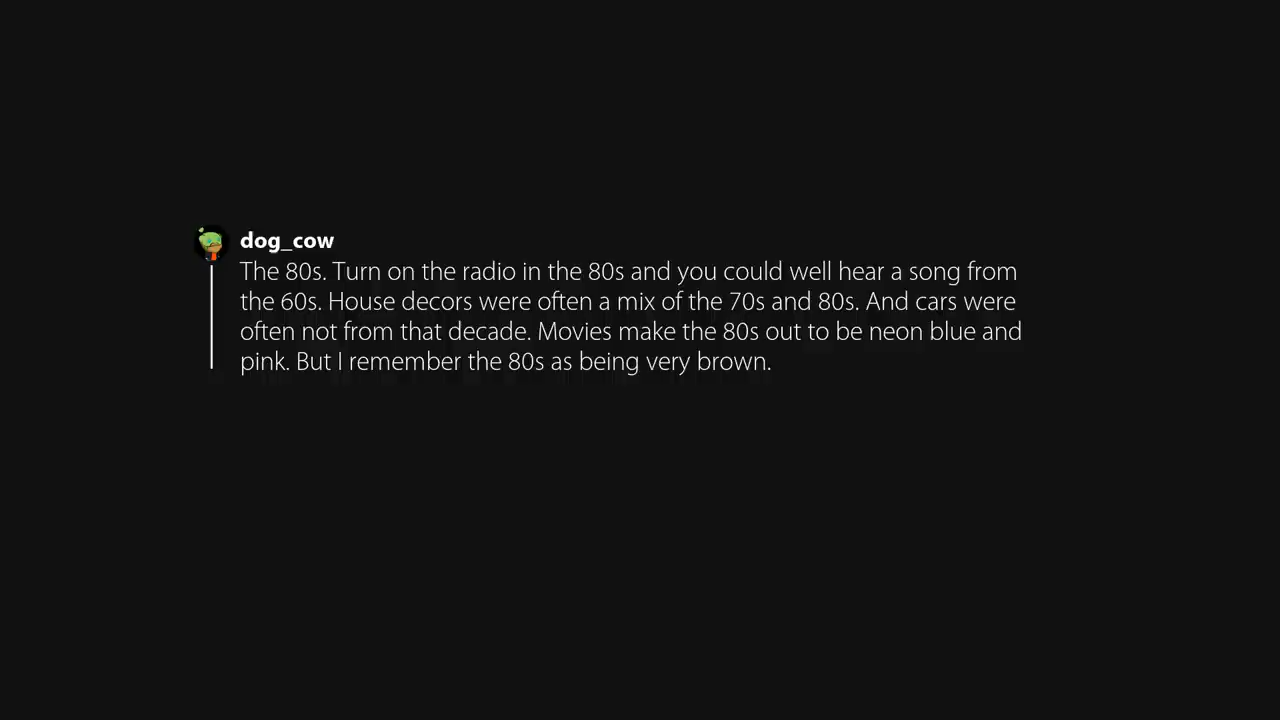 dog_cow
The 80s. Turn on the radio in the 80s and you could well hear a song from
the 60s. House decors were often a mix of the 70s and 80s. And cars were
often not from that decade. Movies make the 80s out to be neon blue and
pink. But I remember the 80s as being very brown.